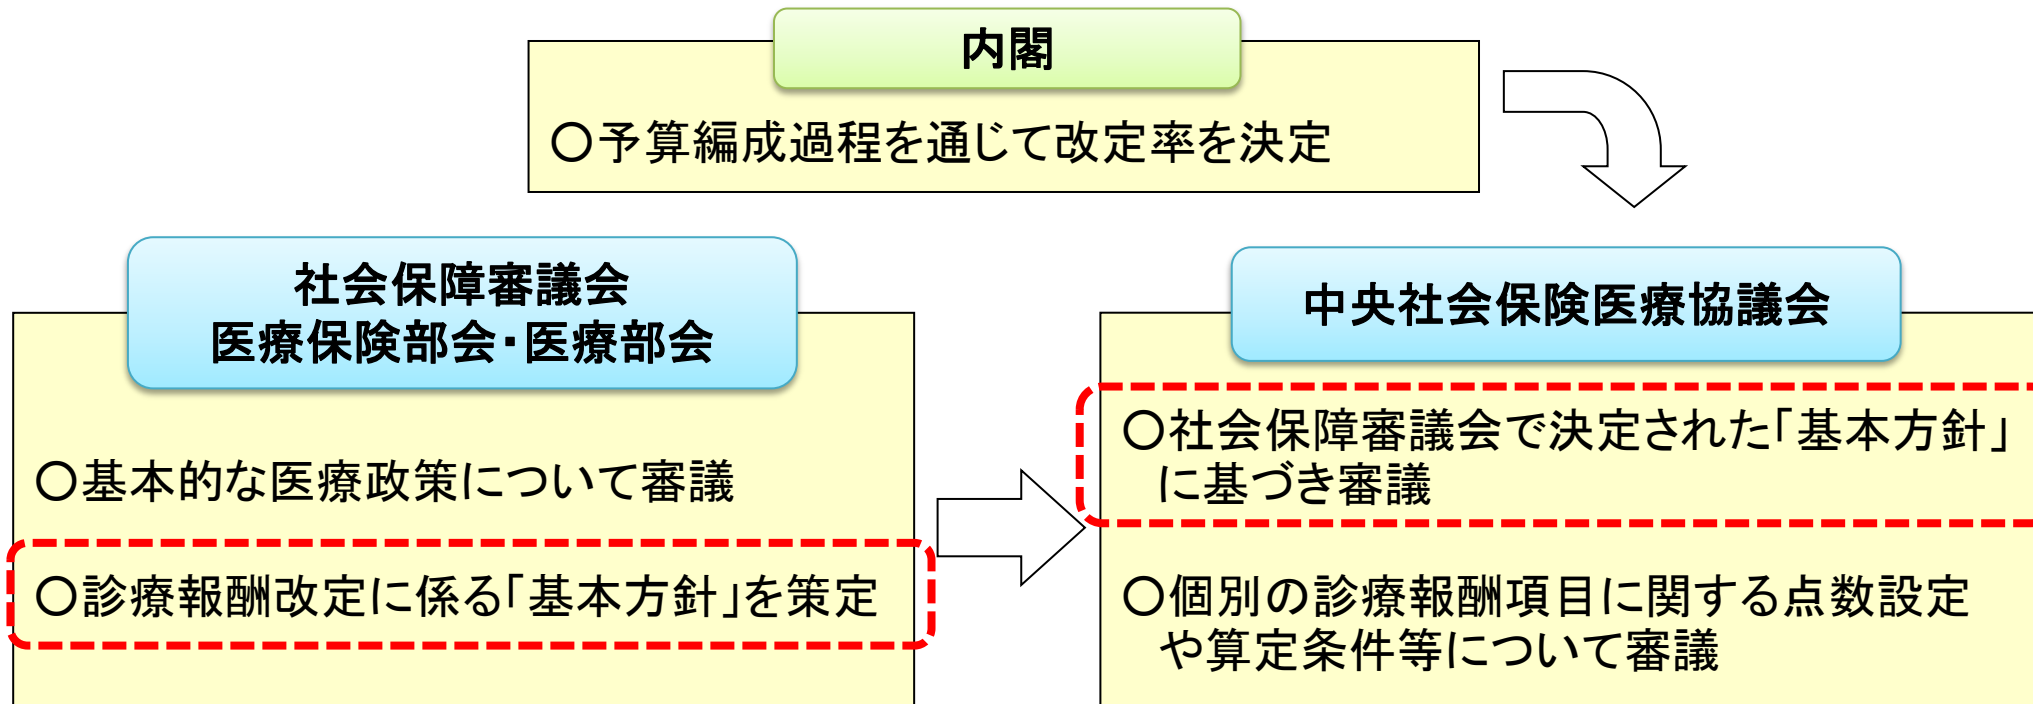 内閣
○予算編成過程を通じて改定率を決定
社会保障審議会
医療保険部会・医療部会
○基本的な医療政策について審議
○診療報酬改定に係る「基本方針」を策定
中央社会保険医療協議会
○社会保障審議会で決定された「基本方針」
に基づき審議
○個別の診療報酬項目に関する点数設定
や算定条件等について審議